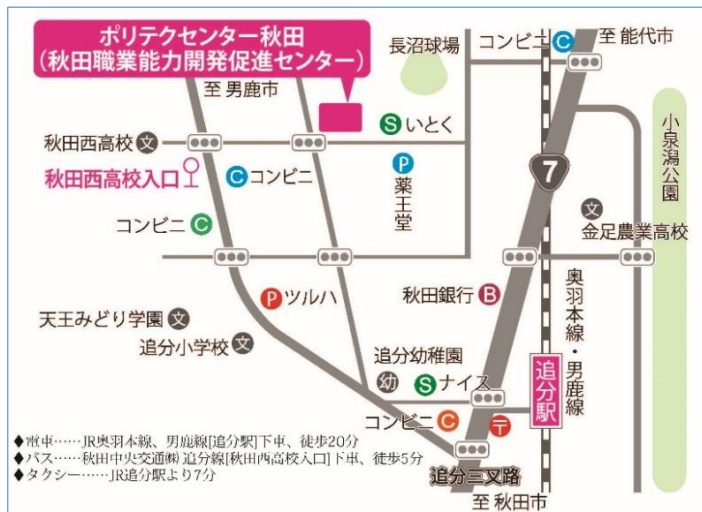 ポリテクセンター秋田
(秋田職業能力開発促進センター)
至 男鹿市
長沼球場
コンビニ C
至 能代市
秋田西高校 文
S いとく
小泉潟公園
秋田西高校入口
C コンビニ
P
薬王堂
7
コンビニ C
文
金足農業高校
P ツルハ
秋田銀行 B
奥羽本線・男鹿線
天王みどり学園 文
追分小学校 文
追分幼稚園
幼
S ナイス
追分駅
コンビニ C
〒
追分三叉路
至 秋田市
◆電車……JR奥羽本線、男鹿線[追分駅]下車、徒歩20分
◆バス……秋田中央交通㈱ 追分線[秋田西高校入口]下車、徒歩5分
◆タクシー……JR追分駅より7分